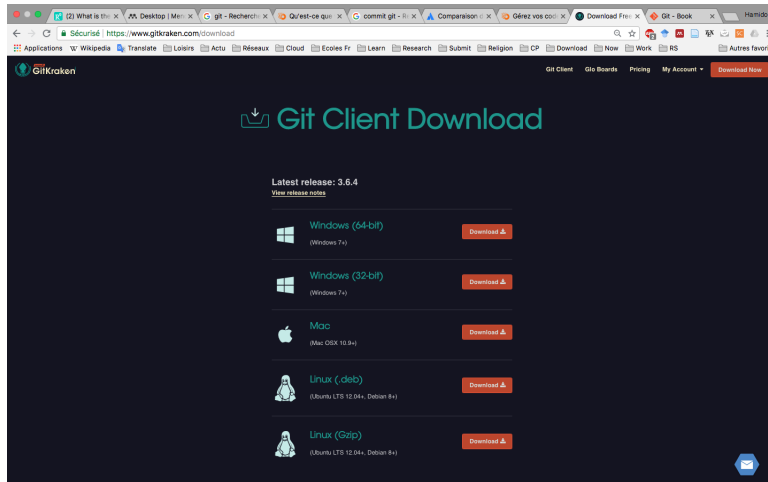 (2) What is the
Desktop | Men
git - Recherche
Qu'est-ce que
commit git - R
Comparaison d
Gérez vos cod
Download Fre
Git - Book
Hamido
Sécurisé | https://www.gitkraken.com/download
Applications W Wikipedia Translate Loisirs Actu Réseaux Cloud Ecoles Fr Learn Research Submit Religion CP Download Now Work RS Autres favori
GitKraken Git Client Glo Boards Pricing My Account Download Now
Git Client Download
Latest release: 3.6.4
View release notes
Windows (64-bit)
(Windows 7+)
Download
Windows (32-bit)
(Windows 7+)
Download
Mac
(Mac OSX 10.9+)
Download
Linux (.deb)
(Ubuntu LTS 12.04+, Debian 8+)
Download
Linux (Gzip)
(Ubuntu LTS 12.04+, Debian 8+)
Download